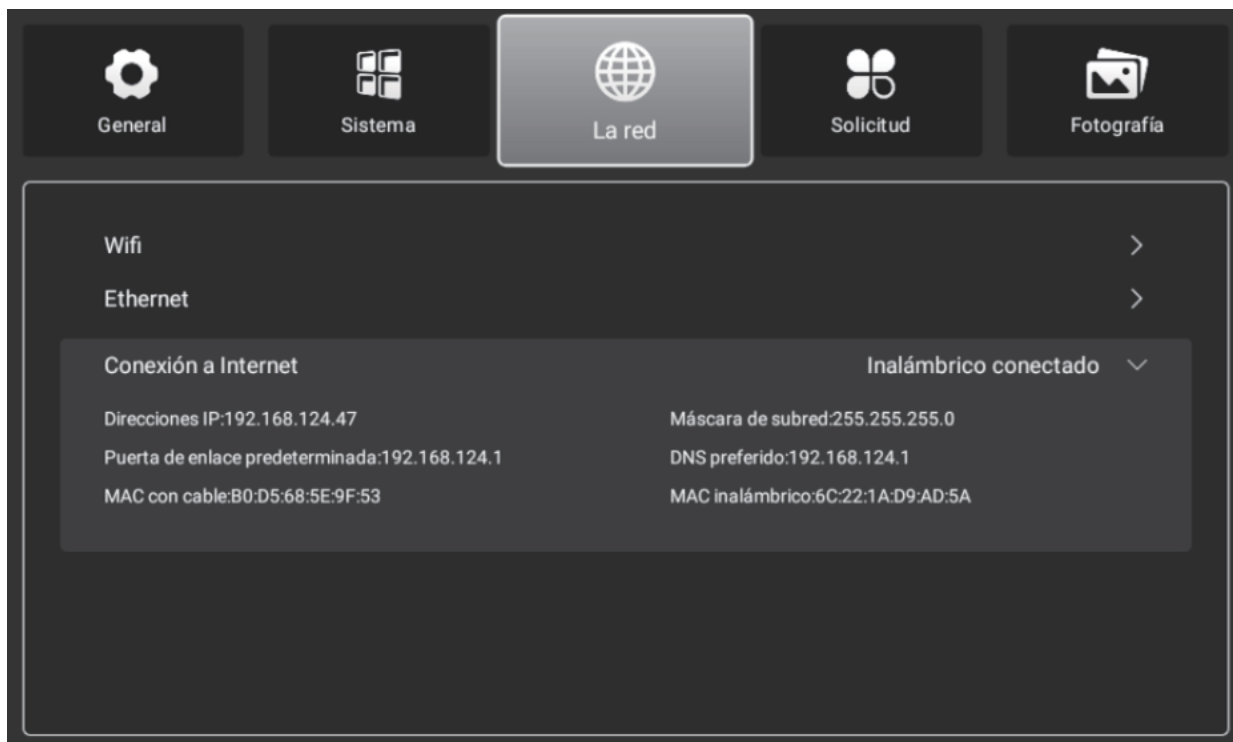 General
Sistema
La red
Solicitud
Fotografía
Wifi
Ethernet
Conexión a Internet
Inalámbrico conectado
Direcciones IP:192.168.124.47
Máscara de subred:255.255.255.0
Puerta de enlace predeterminada:192.168.124.1
DNS preferido:192.168.124.1
MAC con cable:B0:D5:68:5E:9F:53
MAC inalámbrico:6C:22:1A:D9:AD:5A